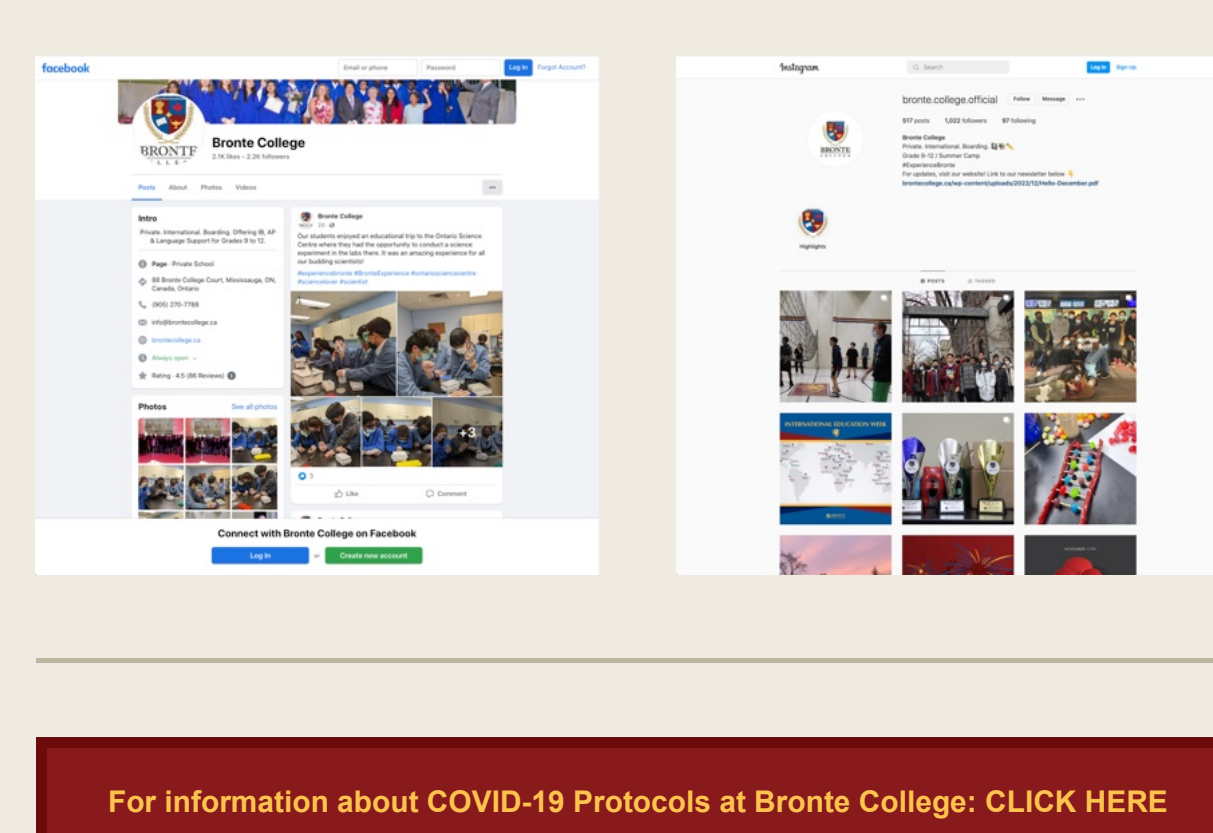 facebook
Email or phone
Password
Log In
Forgot Account?
BRONTE
Bronte College
2.1K likes • 2.2K followers
Posts
About
Photos
Videos
Intro
Private. International. Boarding. Offering IB, AP
& Language Support for Grades 9 to 12.
Page · Private School
88 Bronte College Court, Mississauga, ON,
Canada, Ontario
(905) 270-7788
info@brontecollege.ca
brontecollege.ca
Always open
Rating · 4.5 (86 Reviews)
Photos
See all photos
Bronte College
Our students enjoyed an educational trip to the Ontario Science
Centre where they had the opportunity to conduct a science
experiment in the labs there. It was an amazing experience for all
our budding scientists!
#experiencebronte #BronteExperience #ontariosciencecentre
#sciencelover #scientist
+3
3
Like
Comment
Connect with Bronte College on Facebook
Log In
or
Create new account
Instagram
Search
Log In
Sign Up
bronte.college.official
Follow
Message
517 posts
1,022 followers
97 following
BRONTE
COLLEGE
Bronte College
Private. International. Boarding.
Grade 9-12 / Summer Camp
#ExperienceBronte
For updates, visit our website! Link to our newsletter below 👇
brontecollege.ca/wp-content/uploads/2022/12/Hello-December.pdf
Highlights
POSTS
TAGGED
INTERNATIONAL EDUCATION WEEK
For information about COVID-19 Protocols at Bronte College: CLICK HERE